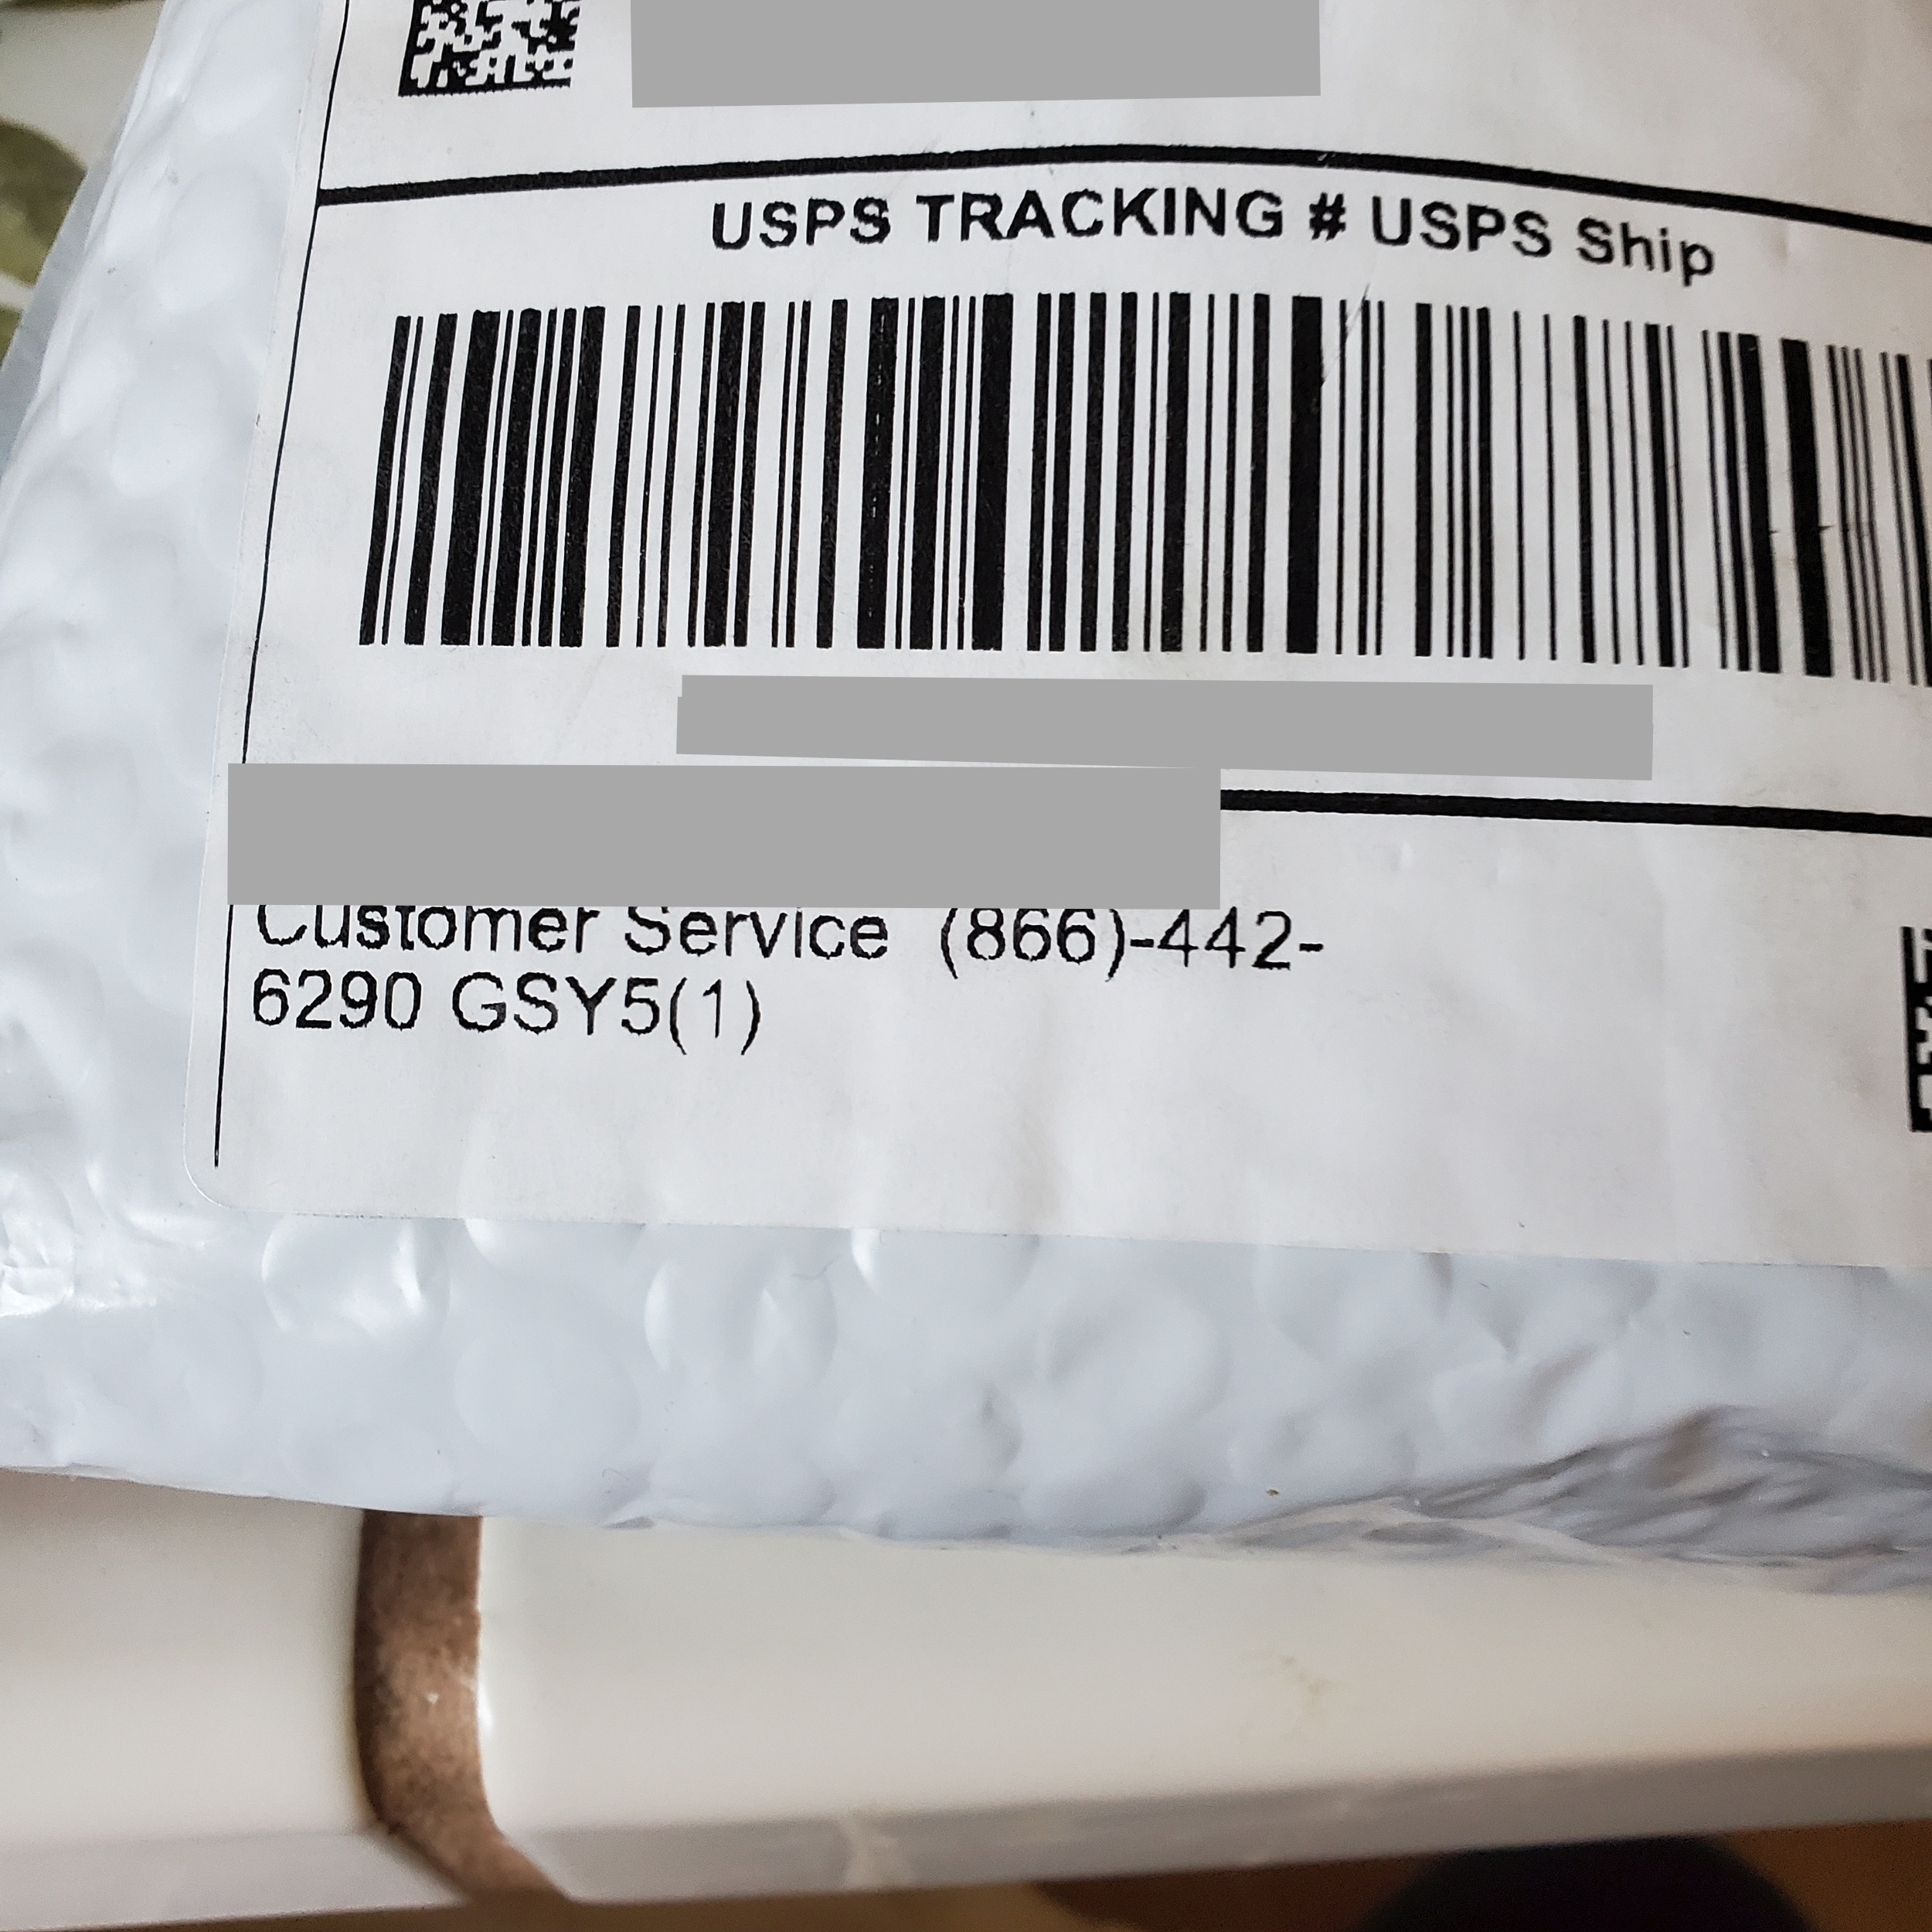 USPS TRACKING # USPS Ship
Customer Service (866)-442-
6290 GSY5(1)